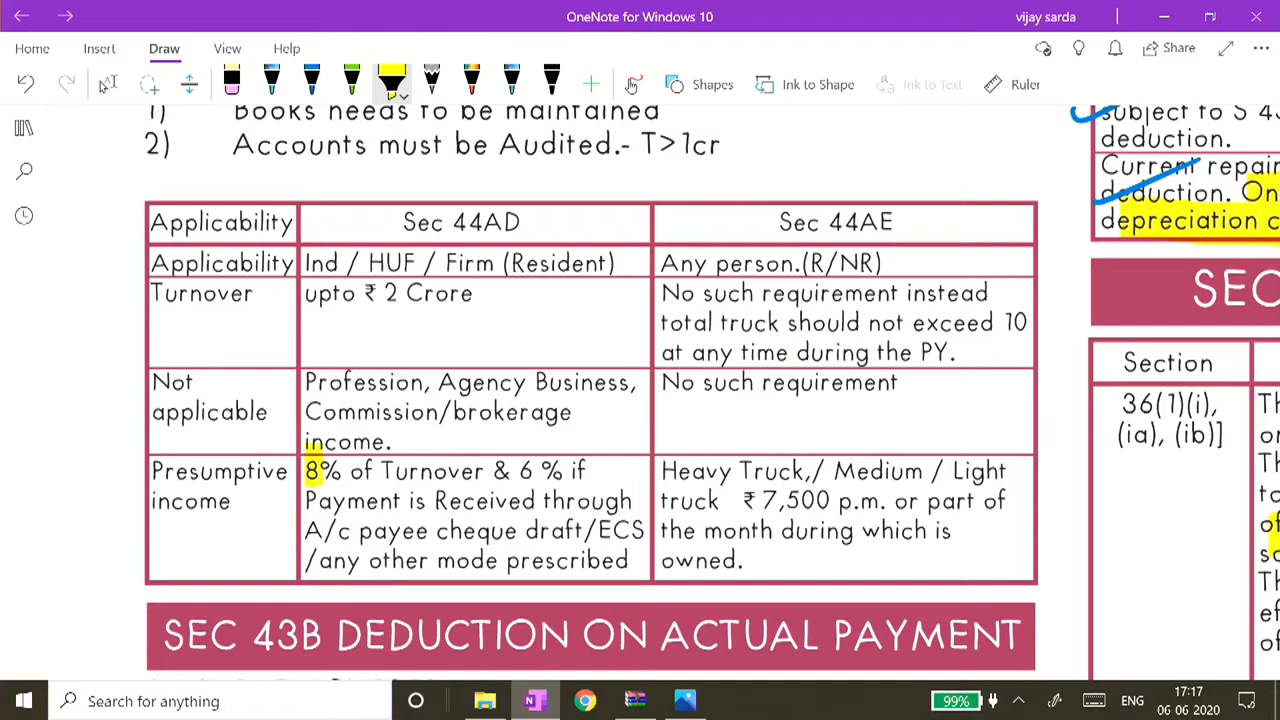 OneNote for Windows 10
vijay sarda
Home Insert Draw View Help
Share
Shapes
Ink to Shape
Ink to Text
Ruler
1) Books needs to be maintained
2) Accounts must be Audited.- T>1cr
Applicability Sec 44AD Sec 44AE
Applicability Ind / HUF / Firm (Resident) Any person.(R/NR)
Turnover upto ₹ 2 Crore No such requirement instead
total truck should not exceed 10
at any time during the PY.
Not Profession, Agency Business, No such requirement
applicable Commission/brokerage
income.
Presumptive 8% of Turnover & 6 % if Heavy Truck,/ Medium / Light
income Payment is Received through truck ₹ 7,500 p.m. or part of
A/c payee cheque draft/ECS the month during which is
/any other mode prescribed owned.
SEC 43B DEDUCTION ON ACTUAL PAYMENT
subject to S 43
deduction.
Current repair
deduction. On
depreciation c
SEC
Section
36(1)(i),
(ia), (ib)]
Search for anything
99%
ENG
17:17
06-06-2020